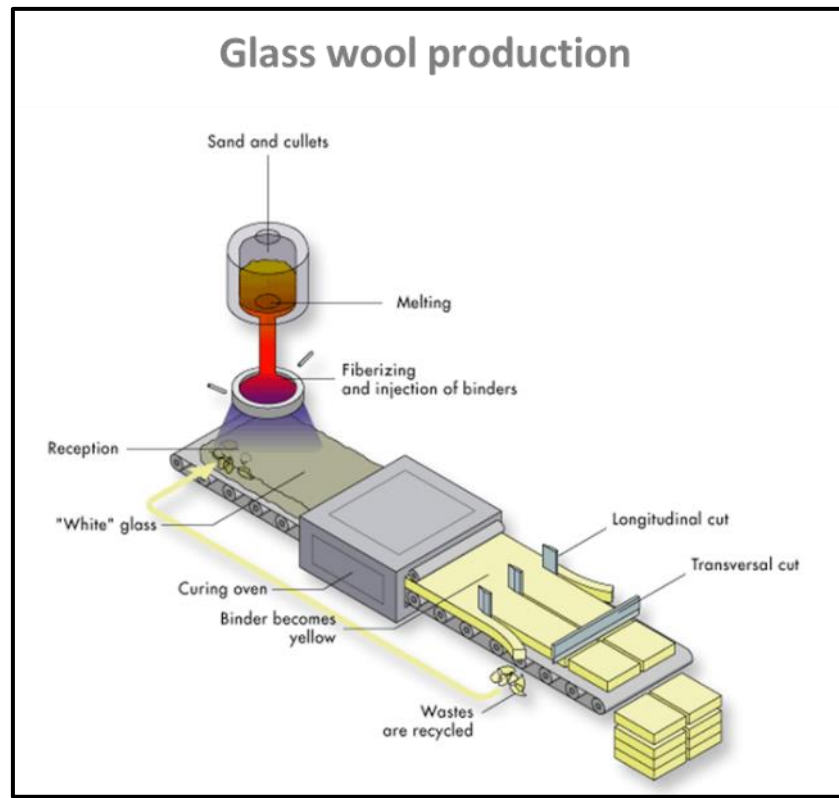 Glass wool production
Sand and cullets
Melting
Fiberizing
and injection of binders
Reception
"White" glass
Longitudinal cut
Transversal cut
Curing oven
Binder becomes
yellow
Wastes
are recycled